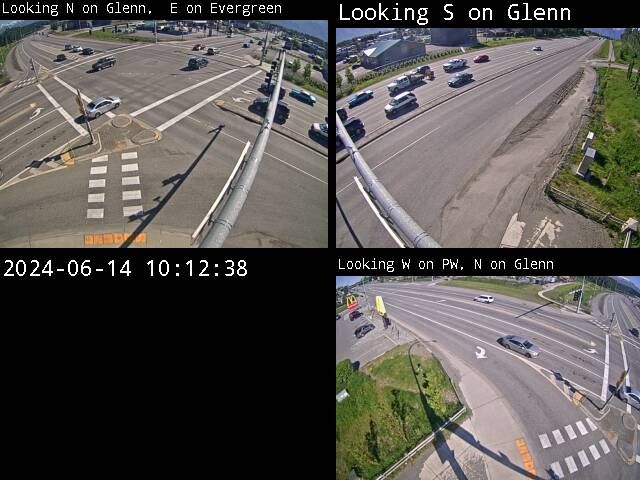 Looking N on Glenn,  E on Evergreen
Looking S on Glenn
2024-06-14 10:12:38
Looking W on PW, N on Glenn